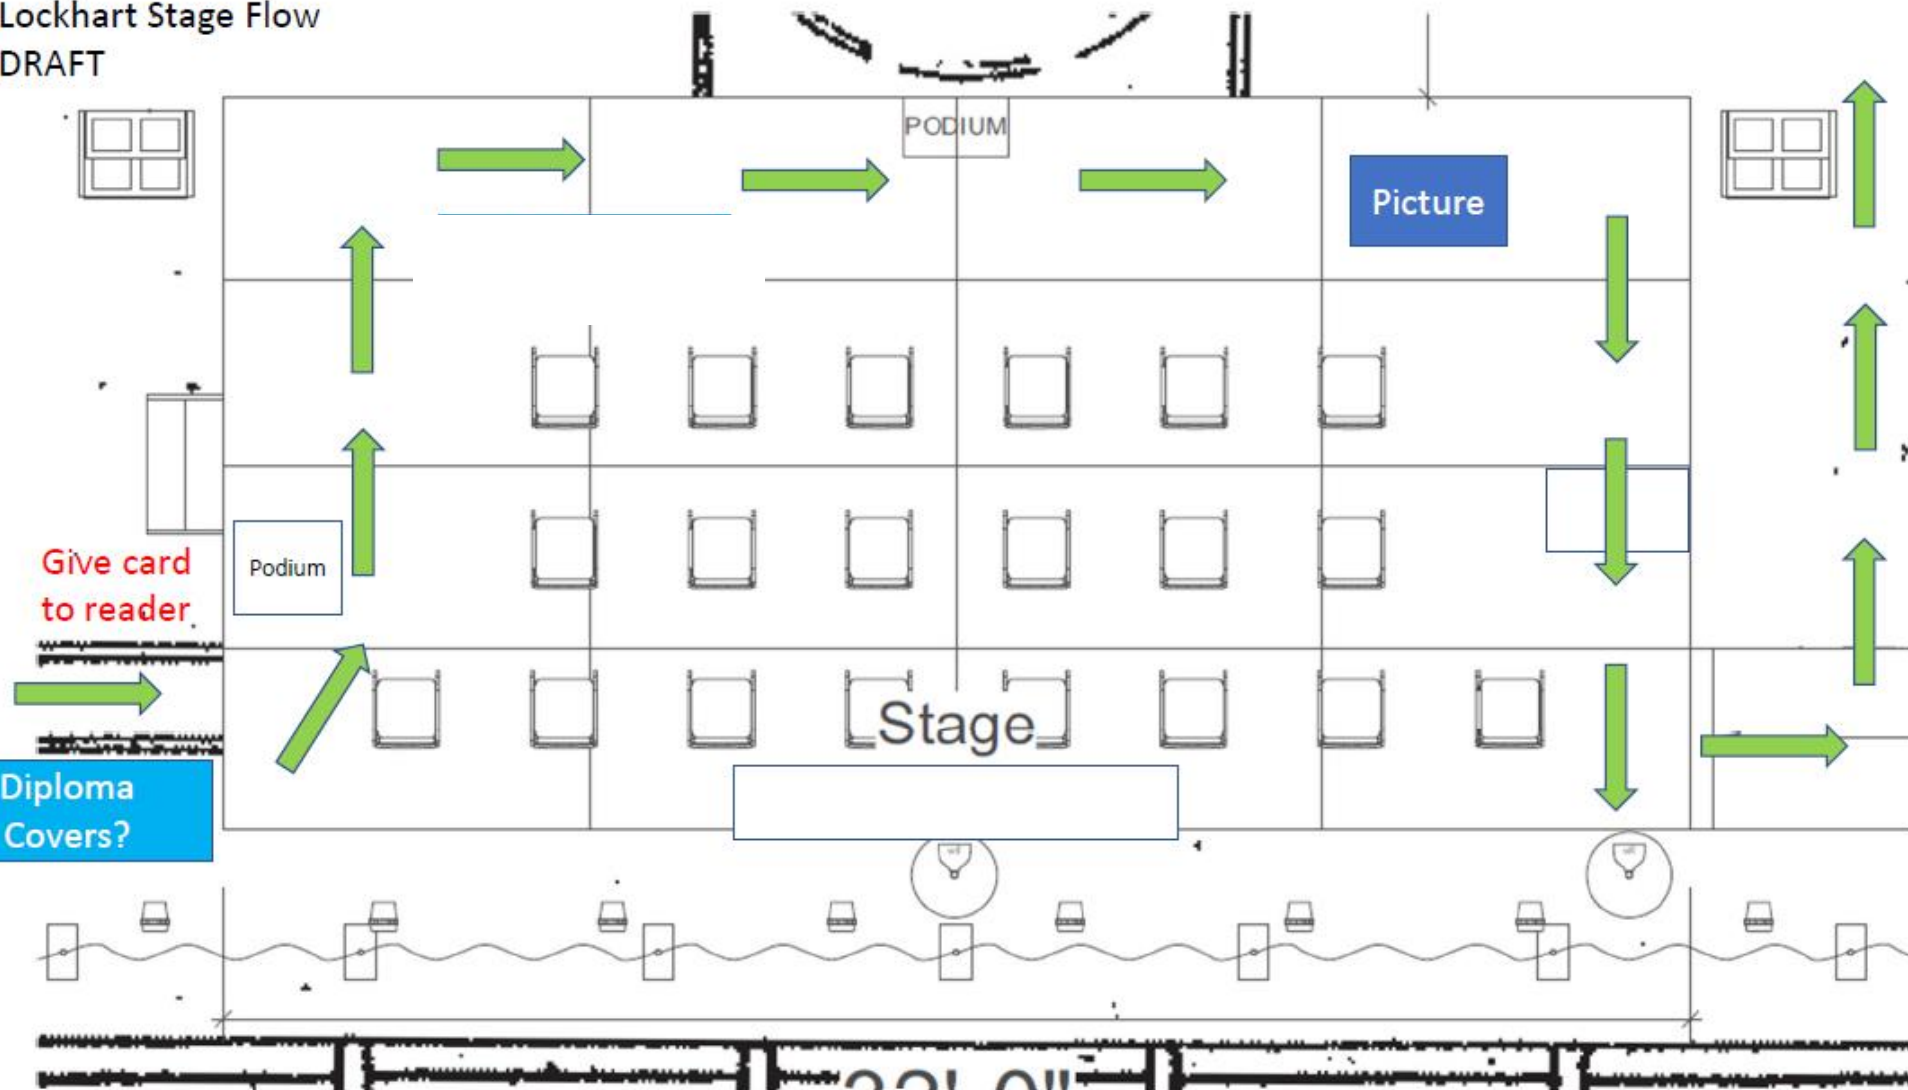 Lockhart Stage Flow
DRAFT
PODIUM
Picture
Give card
to reader
Podium
Stage
Diploma
Covers?